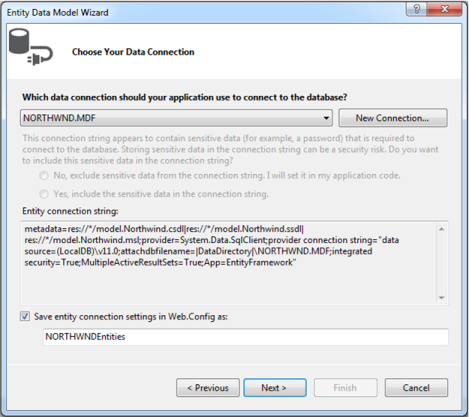 Entity Data Model Wizard
Choose Your Data Connection
Which data connection should your application use to connect to the database?
NORTHWND.MDF
New Connection...
This connection string appears to contain sensitive data (for example, a password) that is required
to connect to the database. Storing sensitive data in the connection string can be a security risk. Do you want
to include this sensitive data in the connection string?
No, exclude sensitive data from the connection string. I will set it in my application code.
Yes, include the sensitive data in the connection string.
Entity connection string:
metadata=res://*/model.Northwind.csdl|res://*/model.Northwind.ssdl|
res://*/model.Northwind.msl;provider=System.Data.SqlClient;provider connection string="data
source=(LocalDB)\v11.0;attachdbfilename=|DataDirectory|\NORTHWND.MDF;integrated
security=True;MultipleActiveResultSets=True;App=EntityFramework"
Save entity connection settings in Web.Config as:
NORTHWNDEntities
< Previous
Next >
Finish
Cancel